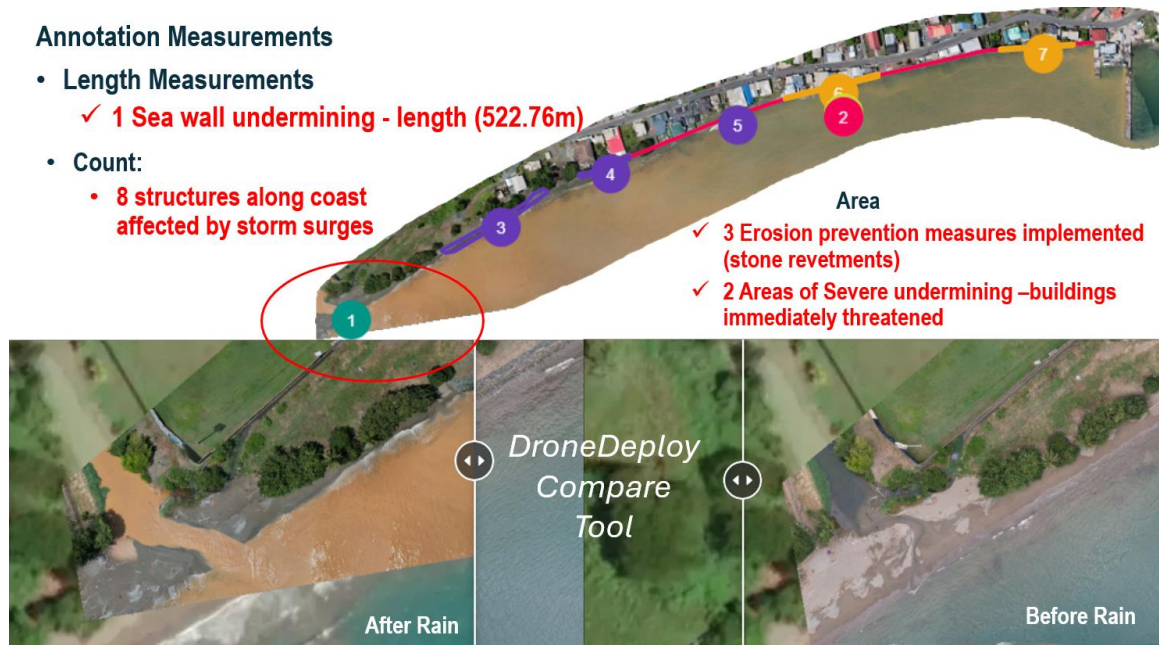 Annotation Measurements
• Length Measurements
✓ 1 Sea wall undermining - length (522.76m)
• Count:
• 8 structures along coast
affected by storm surges
7
6
5
2
4
3
1
Area
✓ 3 Erosion prevention measures implemented
(stone revetments)
✓ 2 Areas of Severe undermining –buildings
immediately threatened
DroneDeploy
Compare
Tool
After Rain
Before Rain